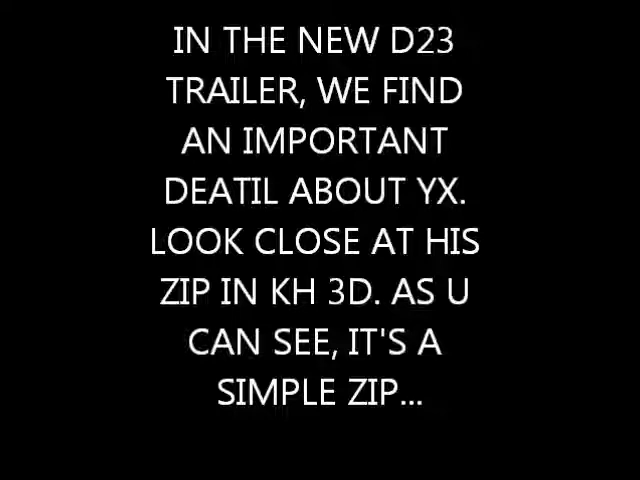 IN THE NEW D23
TRAILER, WE FIND
AN IMPORTANT
DEATIL ABOUT YX.
LOOK CLOSE AT HIS
ZIP IN KH 3D. AS U
CAN SEE, IT'S A
SIMPLE ZIP...